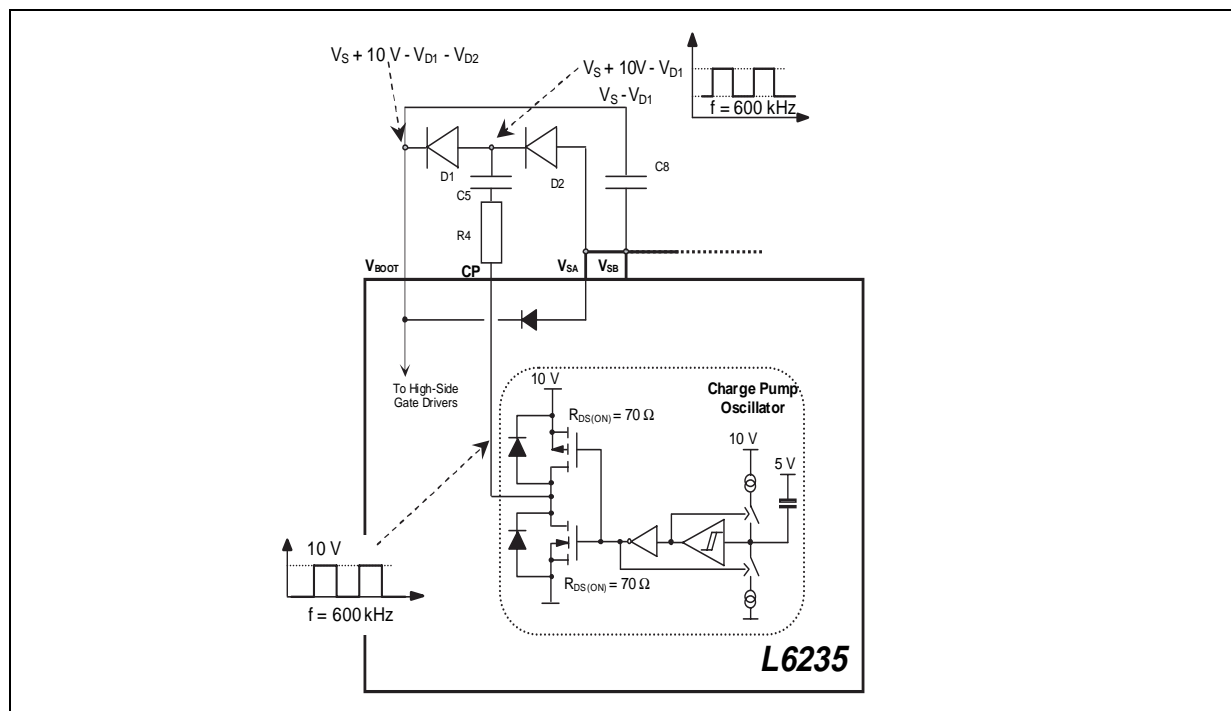 V_S + 10 V - V_D1 - V_D2
V_S + 10V - V_D1
V_S - V_D1
f = 600 kHz
D1
D2
C8
C5
R4
V_BOOT
CP
V_SA
V_SB
To High-Side
Gate Drivers
10 V
Charge Pump
Oscillator
R_DS(ON) = 70 Ω
10 V
5 V
10 V
R_DS(ON) = 70 Ω
f = 600 kHz
L6235